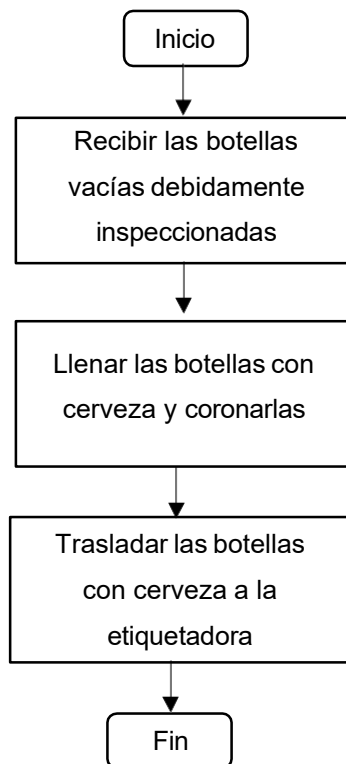 Inicio
Recibir las botellas
vacías debidamente
inspeccionadas
Llenar las botellas con
cerveza y coronarlas
Trasladar las botellas
con cerveza a la
etiquetadora
Fin